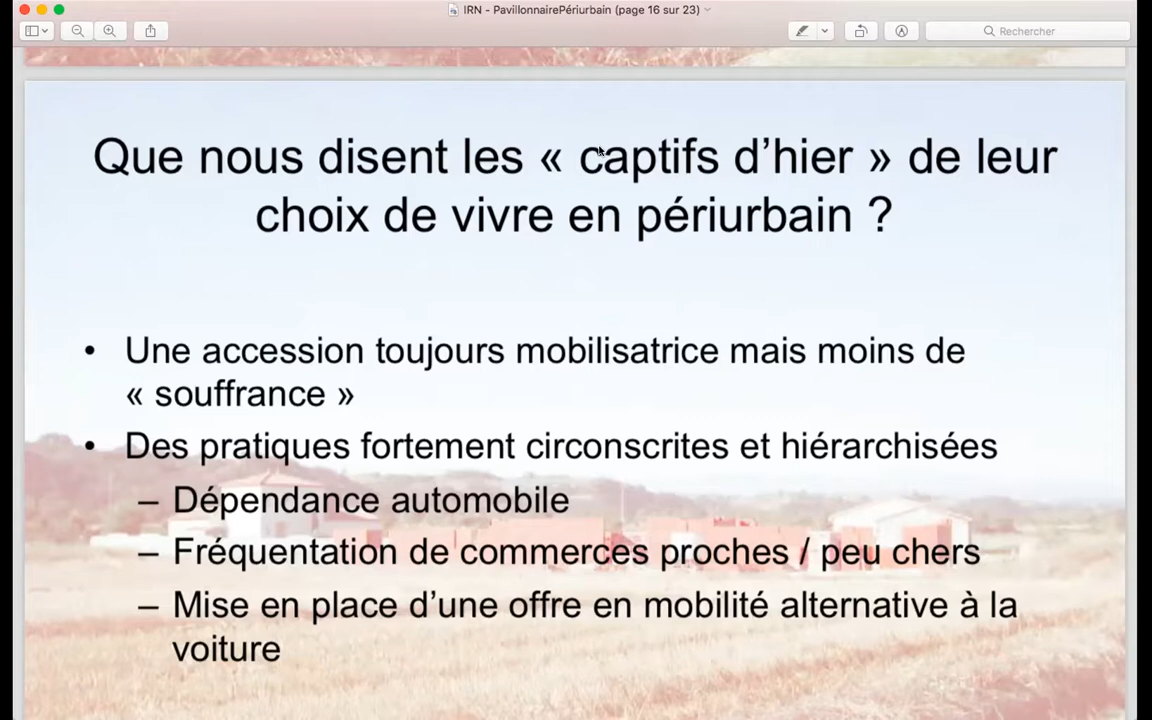 IRN - PavillonnairePériurbain (page 16 sur 23)
Rechercher
Que nous disent les « captifs d’hier » de leur
choix de vivre en périurbain ?
• Une accession toujours mobilisatrice mais moins de
« souffrance »
• Des pratiques fortement circonscrites et hiérarchisées
– Dépendance automobile
– Fréquentation de commerces proches / peu chers
– Mise en place d’une offre en mobilité alternative à la
voiture